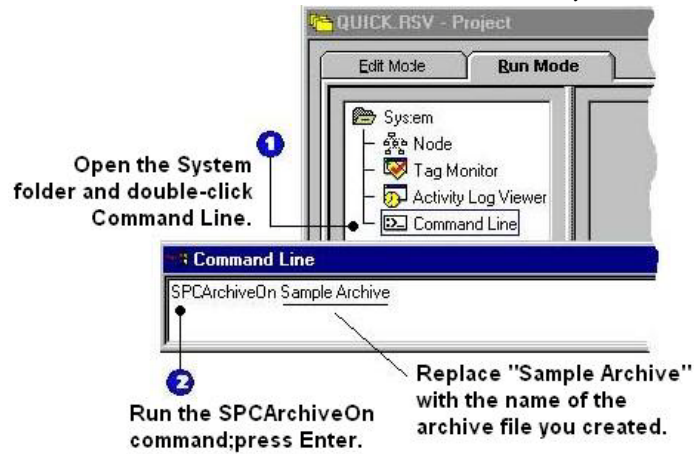 QUICK.RSV - Project
Edit Mode
Run Mode
System
Node
Tag Monitor
Activity Log Viewer
Command Line
1
Open the System
folder and double-click
Command Line.
Command Line
SPCArchiveOn Sample Archive
2
Run the SPCArchiveOn
command;press Enter.
Replace "Sample Archive"
with the name of the
archive file you created.